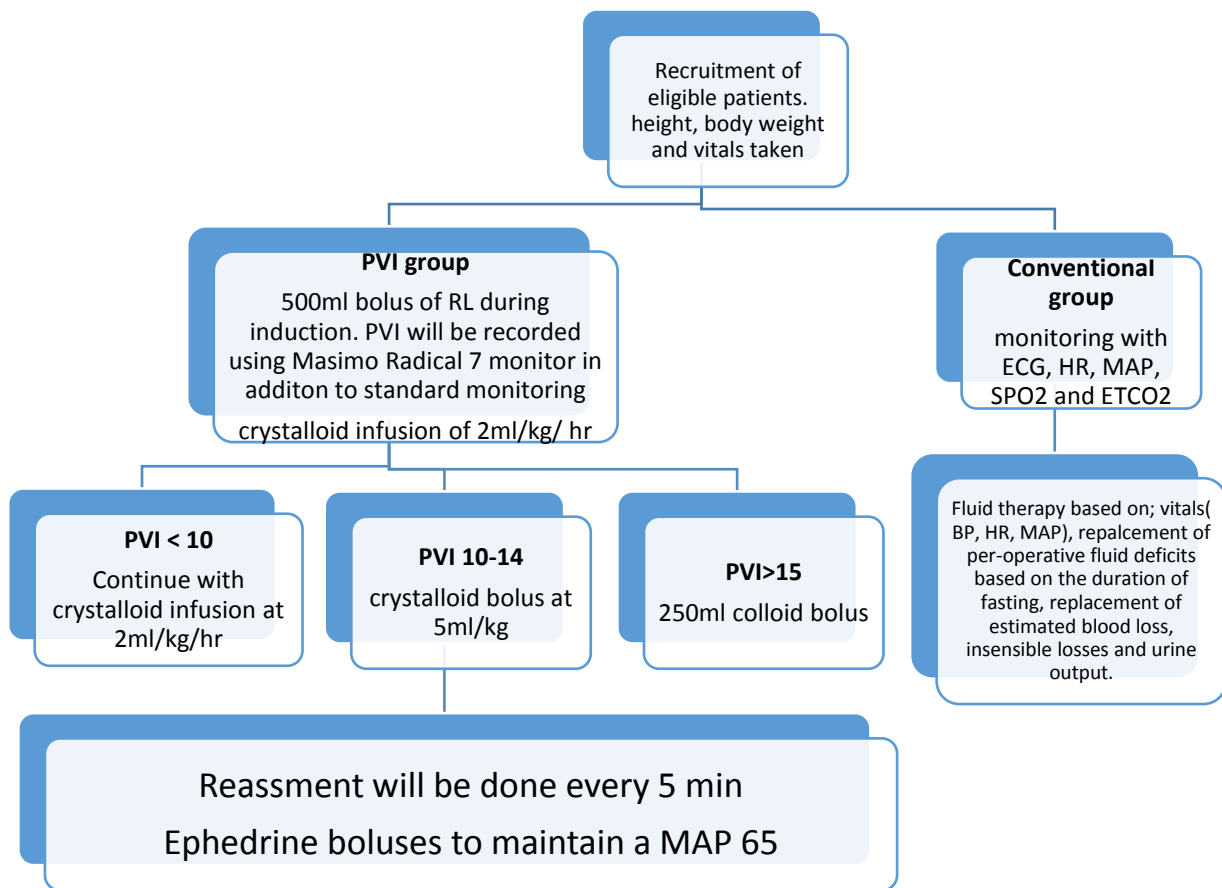 Recruitment of
eligible patients.
height, body weight
and vitals taken
PVI group
500ml bolus of RL during
induction. PVI will be recorded
using Masimo Radical 7 monitor in
additon to standard monitoring
crystalloid infusion of 2ml/kg/ hr
Conventional
group
monitoring with
ECG, HR, MAP,
SPO2 and ETCO2
PVI < 10
Continue with
crystalloid infusion at
2ml/kg/hr
PVI 10-14
crystalloid bolus at
5ml/kg
PVI>15
250ml colloid bolus
Fluid therapy based on; vitals(
BP, HR, MAP), repalcement of
per-operative fluid deficits
based on the duration of
fasting, replacement of
estimated blood loss,
insensible losses and urine
output.
Reassment will be done every 5 min
Ephedrine boluses to maintain a MAP 65